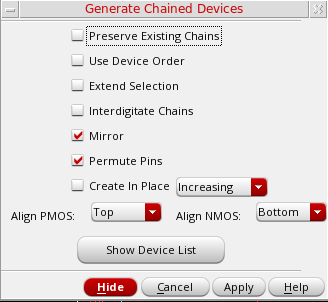 Generate Chained Devices
Preserve Existing Chains
Use Device Order
Extend Selection
Interdigitate Chains
Mirror
Permute Pins
Create In Place Increasing
Align PMOS: Top Align NMOS: Bottom
Show Device List
Hide Cancel Apply Help